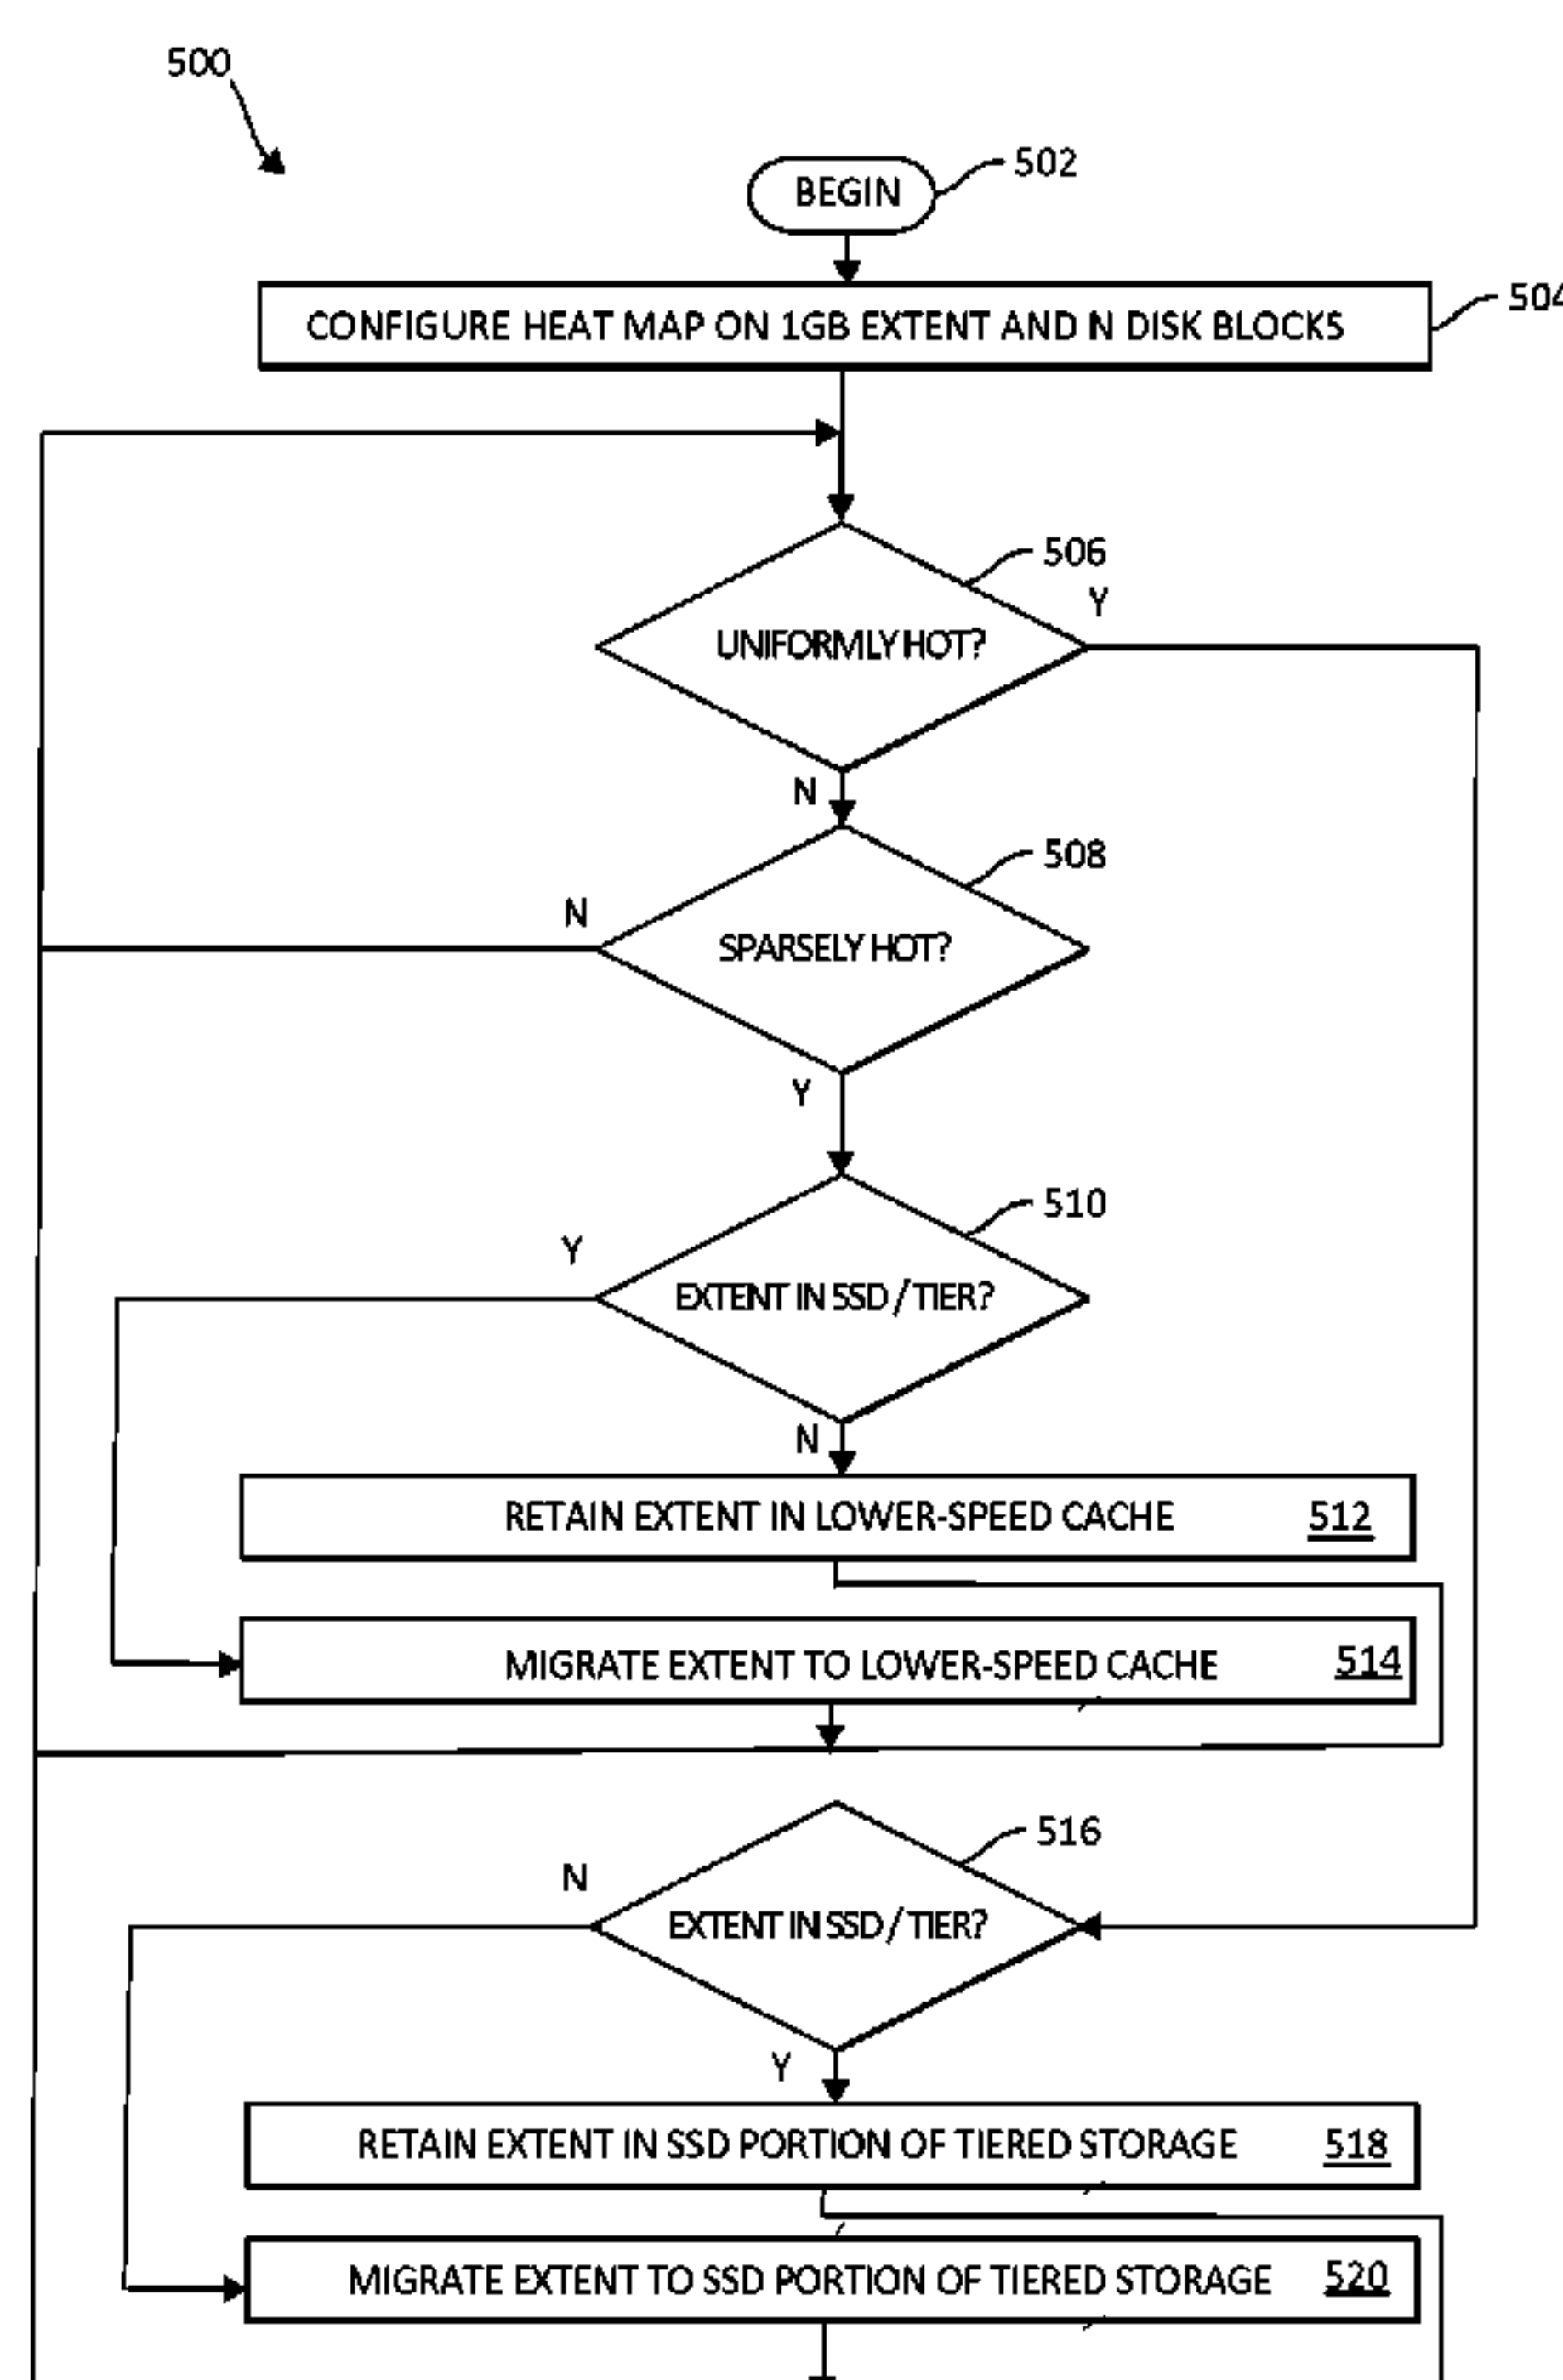 500
BEGIN
502
CONFIGURE HEAT MAP ON 1GB EXTENT AND N DISK BLOCKS
504
506
Y
UNIFORMLY HOT?
N
508
N
SPARSELY HOT?
Y
510
Y
EXTENT IN SSD / TIER?
N
RETAIN EXTENT IN LOWER-SPEED CACHE 512
MIGRATE EXTENT TO LOWER-SPEED CACHE 514
516
N
EXTENT IN SSD / TIER?
Y
RETAIN EXTENT IN SSD PORTION OF TIERED STORAGE 518
MIGRATE EXTENT TO SSD PORTION OF TIERED STORAGE 520